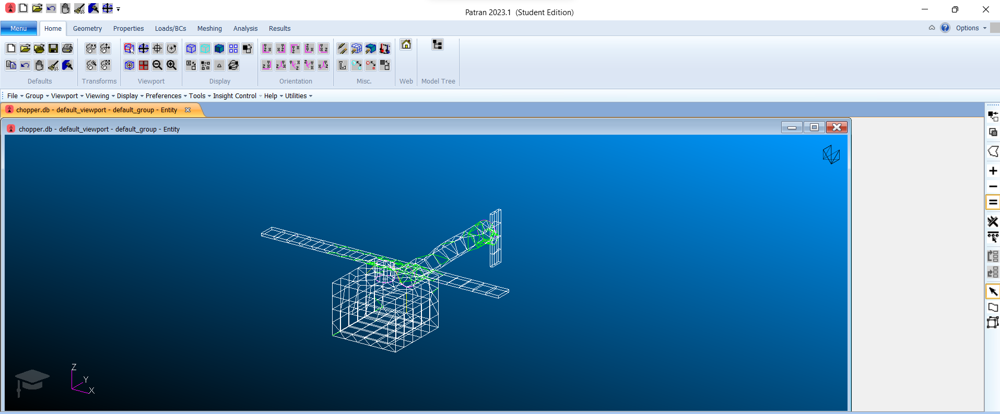 Patran 2023.1 (Student Edition)
Menu Home Geometry Properties Loads/BCs Meshing Analysis Results Options
Defaults Transforms Viewport Display Orientation Misc. Web Model Tree
File Group Viewport Viewing Display Preferences Tools Insight Control Help Utilities
chopper.db - default_viewport - default_group - Entity
chopper.db - default_viewport - default_group - Entity
Z
Y
X